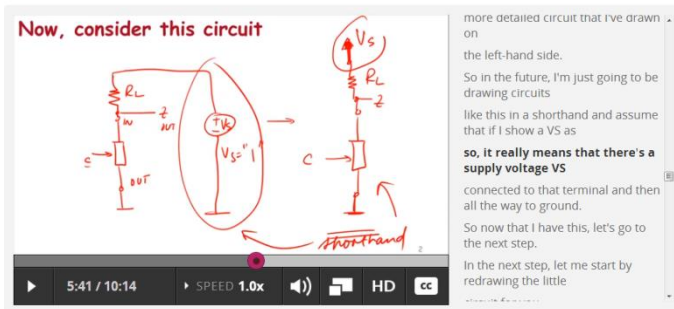 Now, consider this circuit
RL
Z
IN
OUT
C
OUT
+
Vs
-
Vs="1"
Vs
RL
Z
C
shorthand
2
5:41 / 10:14
SPEED 1.0x
HD
cc
more detailed circuit that I've drawn
on
the left-hand side.
So in the future, I'm just going to be
drawing circuits
like this in a shorthand and assume
that if I show a VS as
so, it really means that there's a
supply voltage VS
connected to that terminal and then
all the way to ground.
So now that I have this, let's go to
the next step.
In the next step, let me start by
redrawing the little